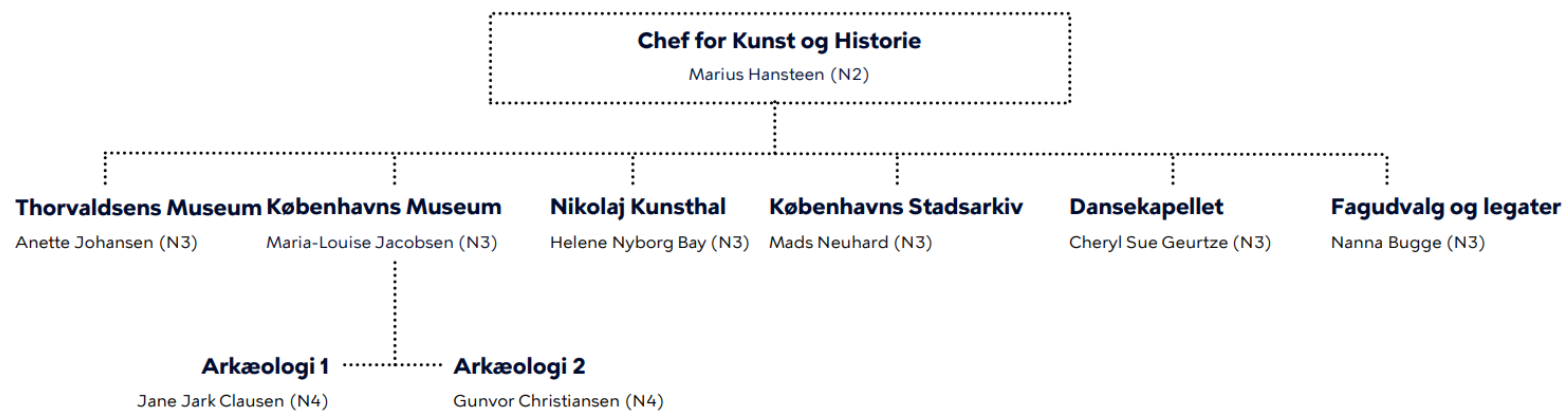 Chef for Kunst og Historie
Marius Hansteen (N2)
Thorvaldsens Museum
Anette Johansen (N3)
Københavns Museum
Maria-Louise Jacobsen (N3)
Nikolaj Kunsthal
Helene Nyborg Bay (N3)
Københavns Stadsarkiv
Mads Neuhard (N3)
Dansekapellet
Cheryl Sue Geurtze (N3)
Fagudvalg og legater
Nanna Bugge (N3)
Arkæologi 1
Jane Jark Clausen (N4)
Arkæologi 2
Gunvor Christiansen (N4)